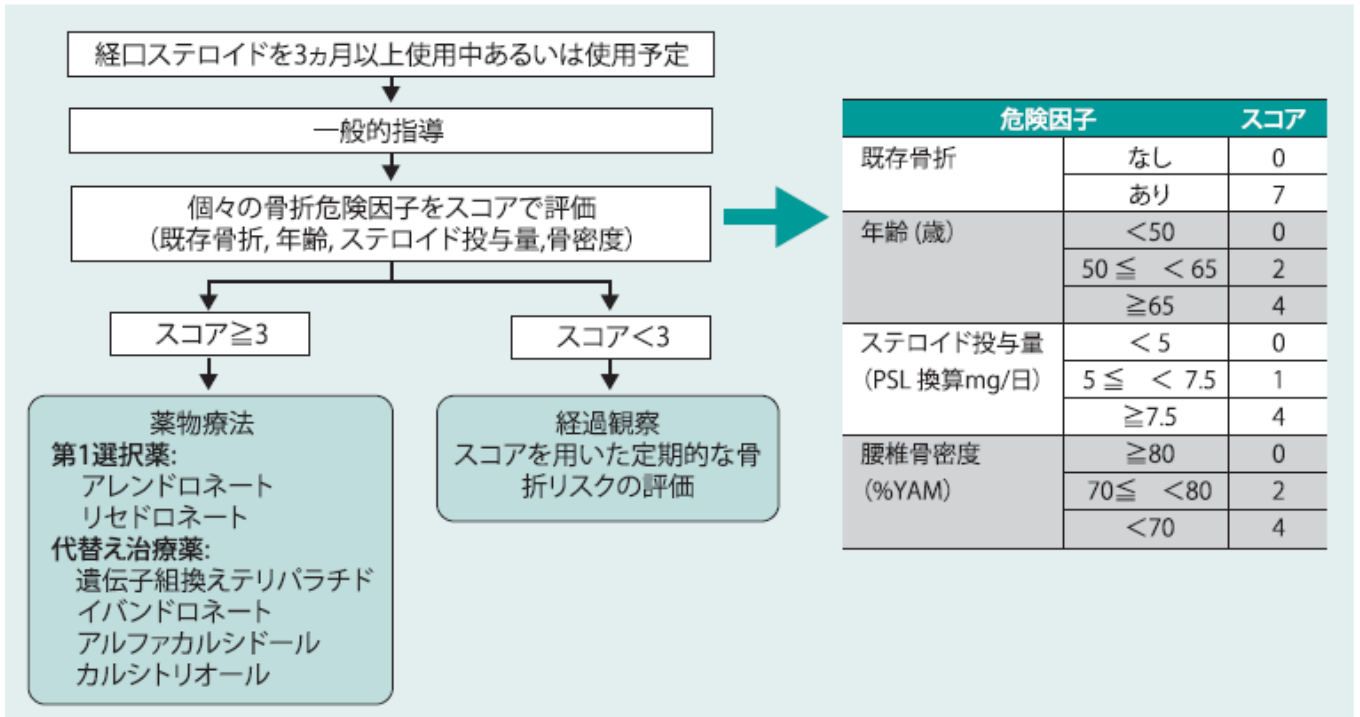 経口ステロイドを3ヵ月以上使用中あるいは使用予定
一般的指導
個々の骨折危険因子をスコアで評価
（既存骨折, 年齢, ステロイド投与量,骨密度）
スコア≧3
スコア＜3
薬物療法
第1選択薬:
アレンドロネート
リセドロネート
代替え治療薬:
遺伝子組換えテリパラチド
イバンドロネート
アルファカルシドール
カルシトリオール
経過観察
スコアを用いた定期的な骨
折リスクの評価
危険因子 スコア
既存骨折 なし 0
あり 7
年齢 (歳） ＜50 0
50≦ ＜65 2
≧65 4
ステロイド投与量 ＜5 0
（PSL 換算mg/日） 5≦ ＜7.5 1
≧7.5 4
腰椎骨密度 ≧80 0
（%YAM） 70≦ ＜80 2
＜70 4